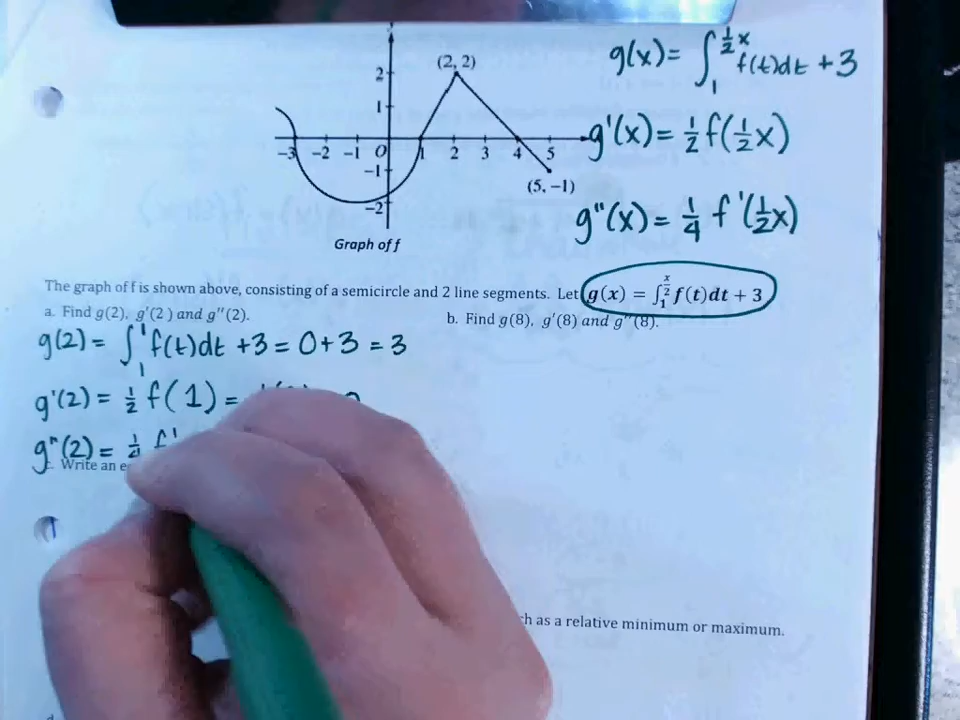 (2, 2)
g(x) = ∫₁^{½x} f(t)dt + 3
2
1
g'(x) = ½ f(½x)
-3 -2 -1 O 1 2 3 4 5
-1
(5, -1)
-2
g"(x) = ¼ f'(½x)
Graph of f
The graph of f is shown above, consisting of a semicircle and 2 line segments. Let g(x) = ∫₁^{x/2} f(t)dt + 3
a. Find g(2), g'(2) and g"(2).
b. Find g(8), g'(8) and g"(8).
g(2) = ∫₁¹ f(t)dt + 3 = 0 + 3 = 3
g'(2) = ½ f(1) =
g"(2) = ¼ f'
Write an
h as a relative minimum or maximum.